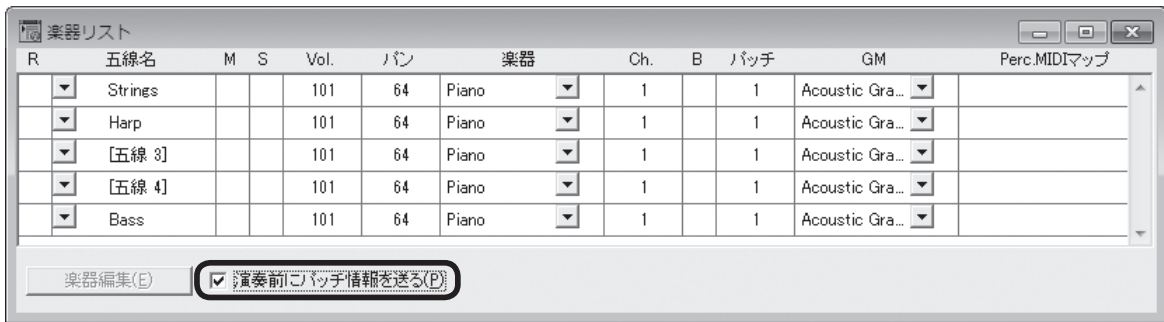 楽器リスト
R 五線名 M S Vol. パン 楽器 Ch. B パッチ GM Perc.MIDIマップ
Strings 101 64 Piano 1 1 Acoustic Gra...
Harp 101 64 Piano 1 1 Acoustic Gra...
[五線 3] 101 64 Piano 1 1 Acoustic Gra...
[五線 4] 101 64 Piano 1 1 Acoustic Gra...
Bass 101 64 Piano 1 1 Acoustic Gra...
楽器編集(E) 演奏前にパッチ情報を送る(P)